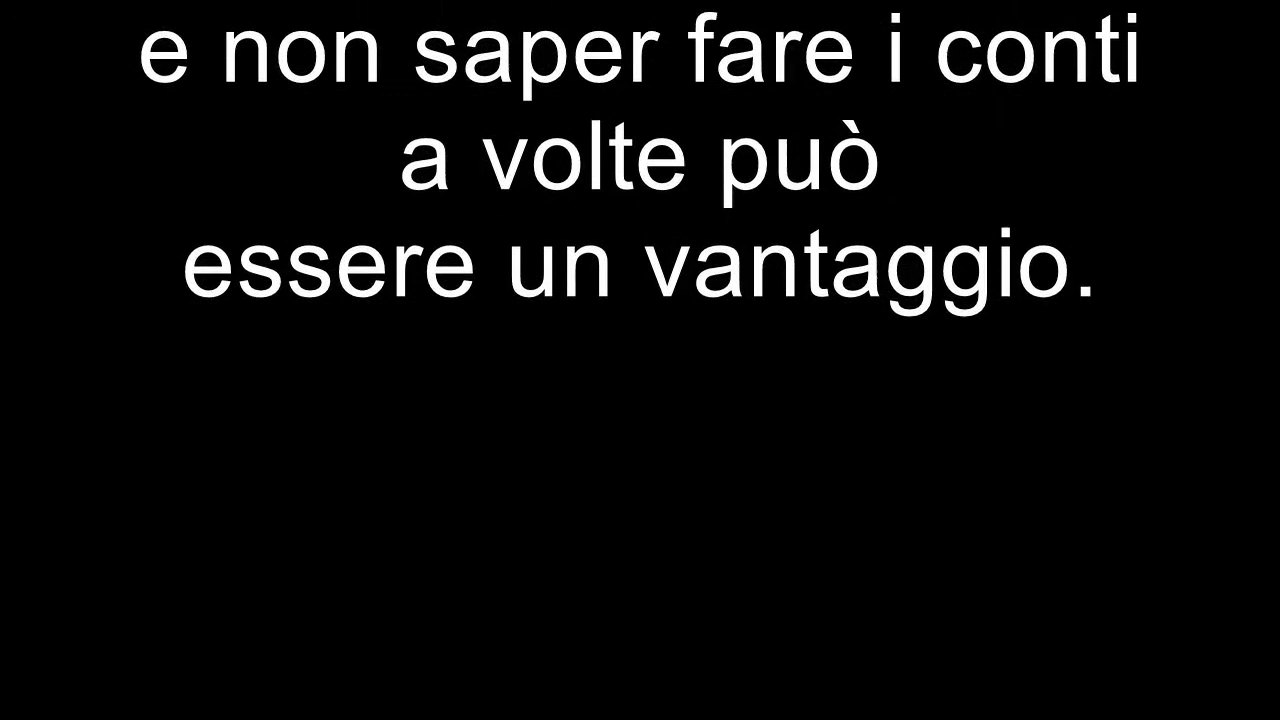 e non saper fare i conti
a volte può
essere un vantaggio.